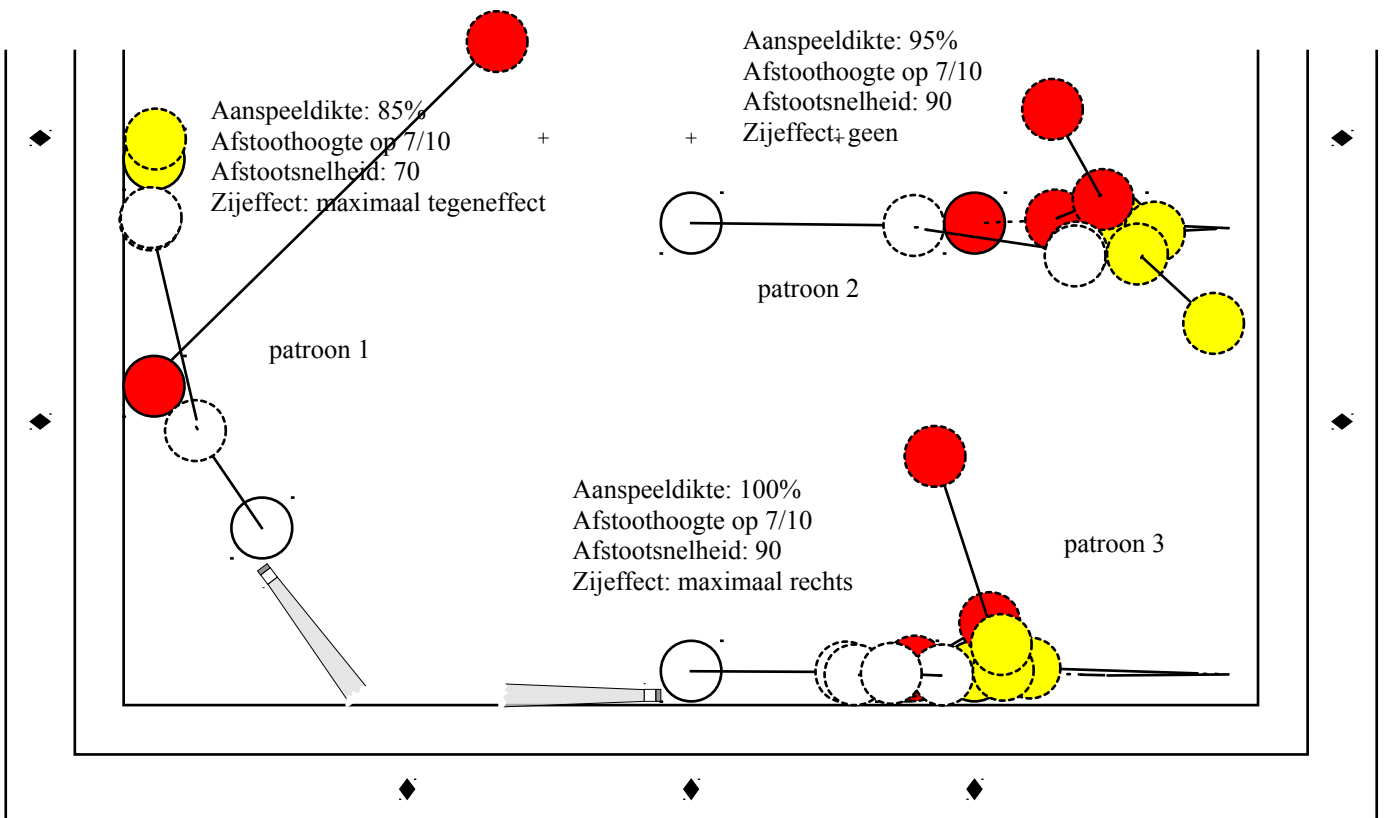 Aanspeeldikte: 85%
Afstoothoogte op 7/10
Afstootsnelheid: 70
Zijeffect: maximaal tegeneffect
patroon 1
Aanspeeldikte: 95%
Afstoothoogte op 7/10
Afstootsnelheid: 90
Zijeffect: geen
patroon 2
Aanspeeldikte: 100%
Afstoothoogte op 7/10
Afstootsnelheid: 90
Zijeffect: maximaal rechts
patroon 3